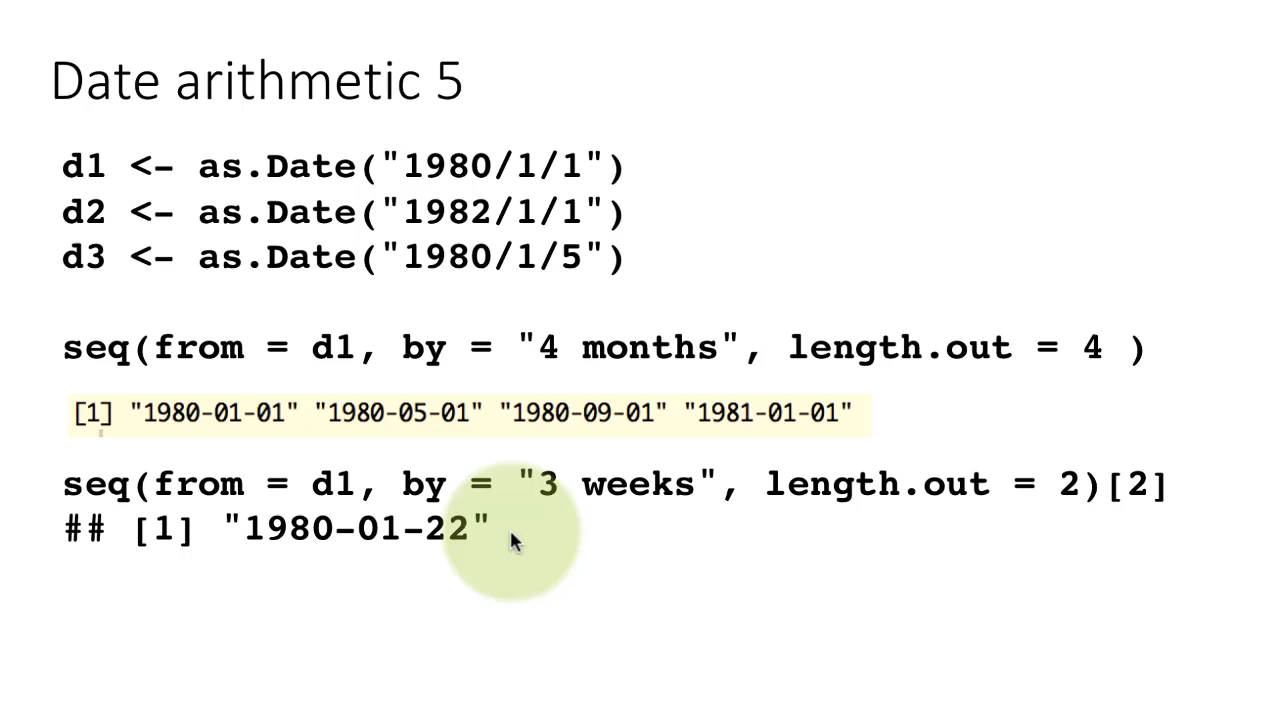 Date arithmetic 5
d1 <- as.Date("1980/1/1")
d2 <- as.Date("1982/1/1")
d3 <- as.Date("1980/1/5")
seq(from = d1, by = "4 months", length.out = 4 )
[1] "1980-01-01" "1980-05-01" "1980-09-01" "1981-01-01"
seq(from = d1, by = "3 weeks", length.out = 2)[2]
## [1] "1980-01-22"